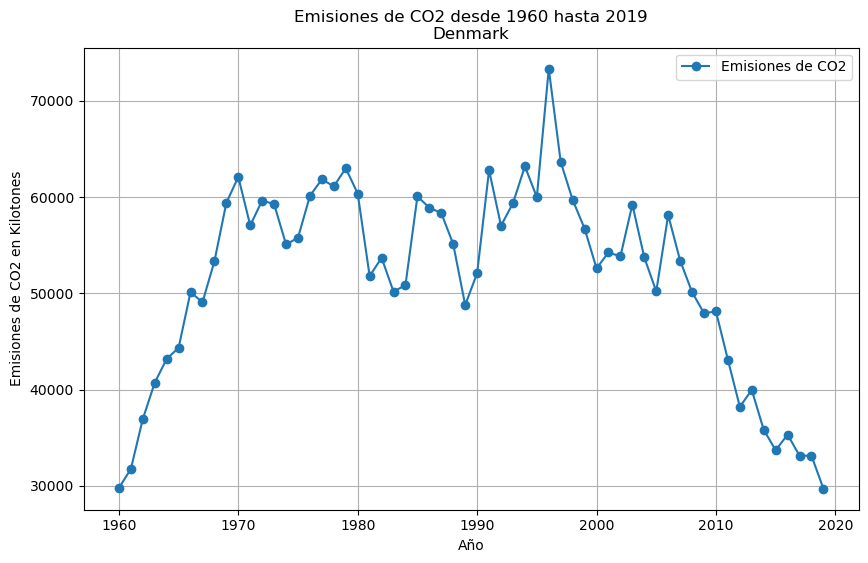 Emisiones de CO2 desde 1960 hasta 2019
Denmark
Emisiones de CO2
70000
60000
50000
40000
30000
Emisiones de CO2 en Kilotones
1960 1970 1980 1990 2000 2010 2020
Año